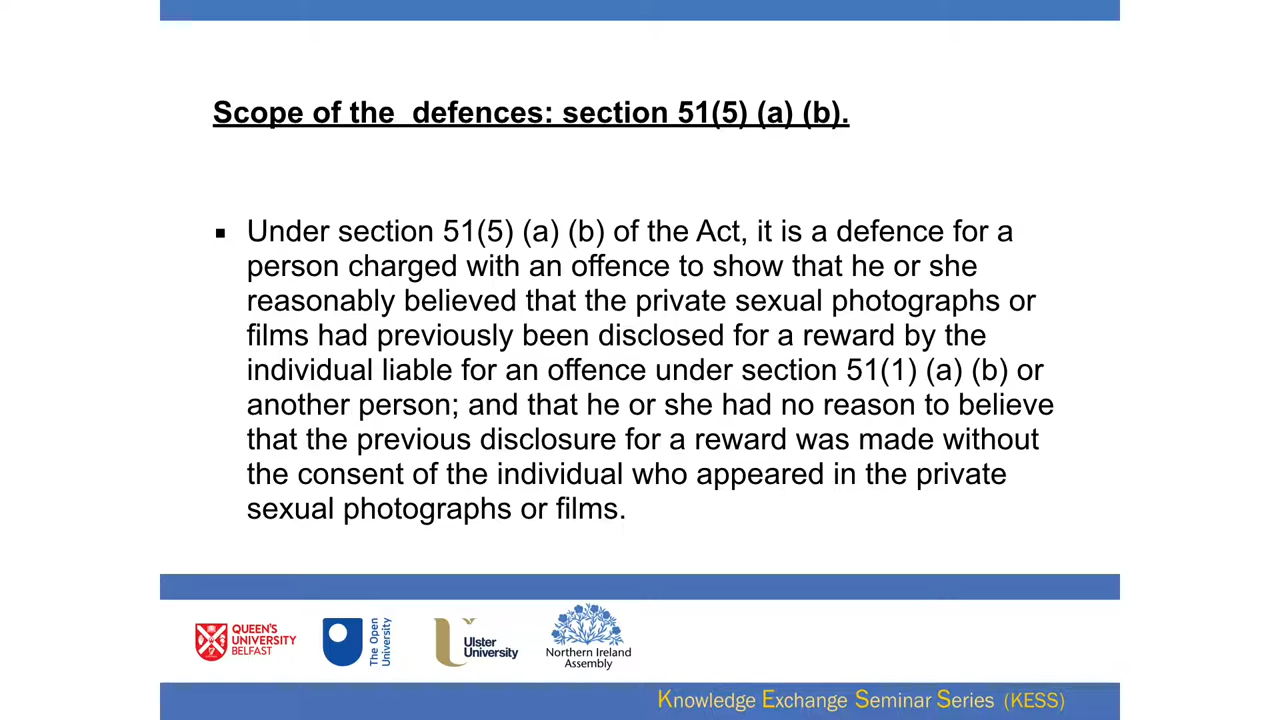 Scope of the  defences: section 51(5) (a) (b).
▪ Under section 51(5) (a) (b) of the Act, it is a defence for a
person charged with an offence to show that he or she
reasonably believed that the private sexual photographs or
films had previously been disclosed for a reward by the
individual liable for an offence under section 51(1) (a) (b) or
another person; and that he or she had no reason to believe
that the previous disclosure for a reward was made without
the consent of the individual who appeared in the private
sexual photographs or films.
QUEEN'S
UNIVERSITY
BELFAST
The Open
University
Ulster
University
Northern Ireland
Assembly
Knowledge Exchange Seminar Series (KESS)